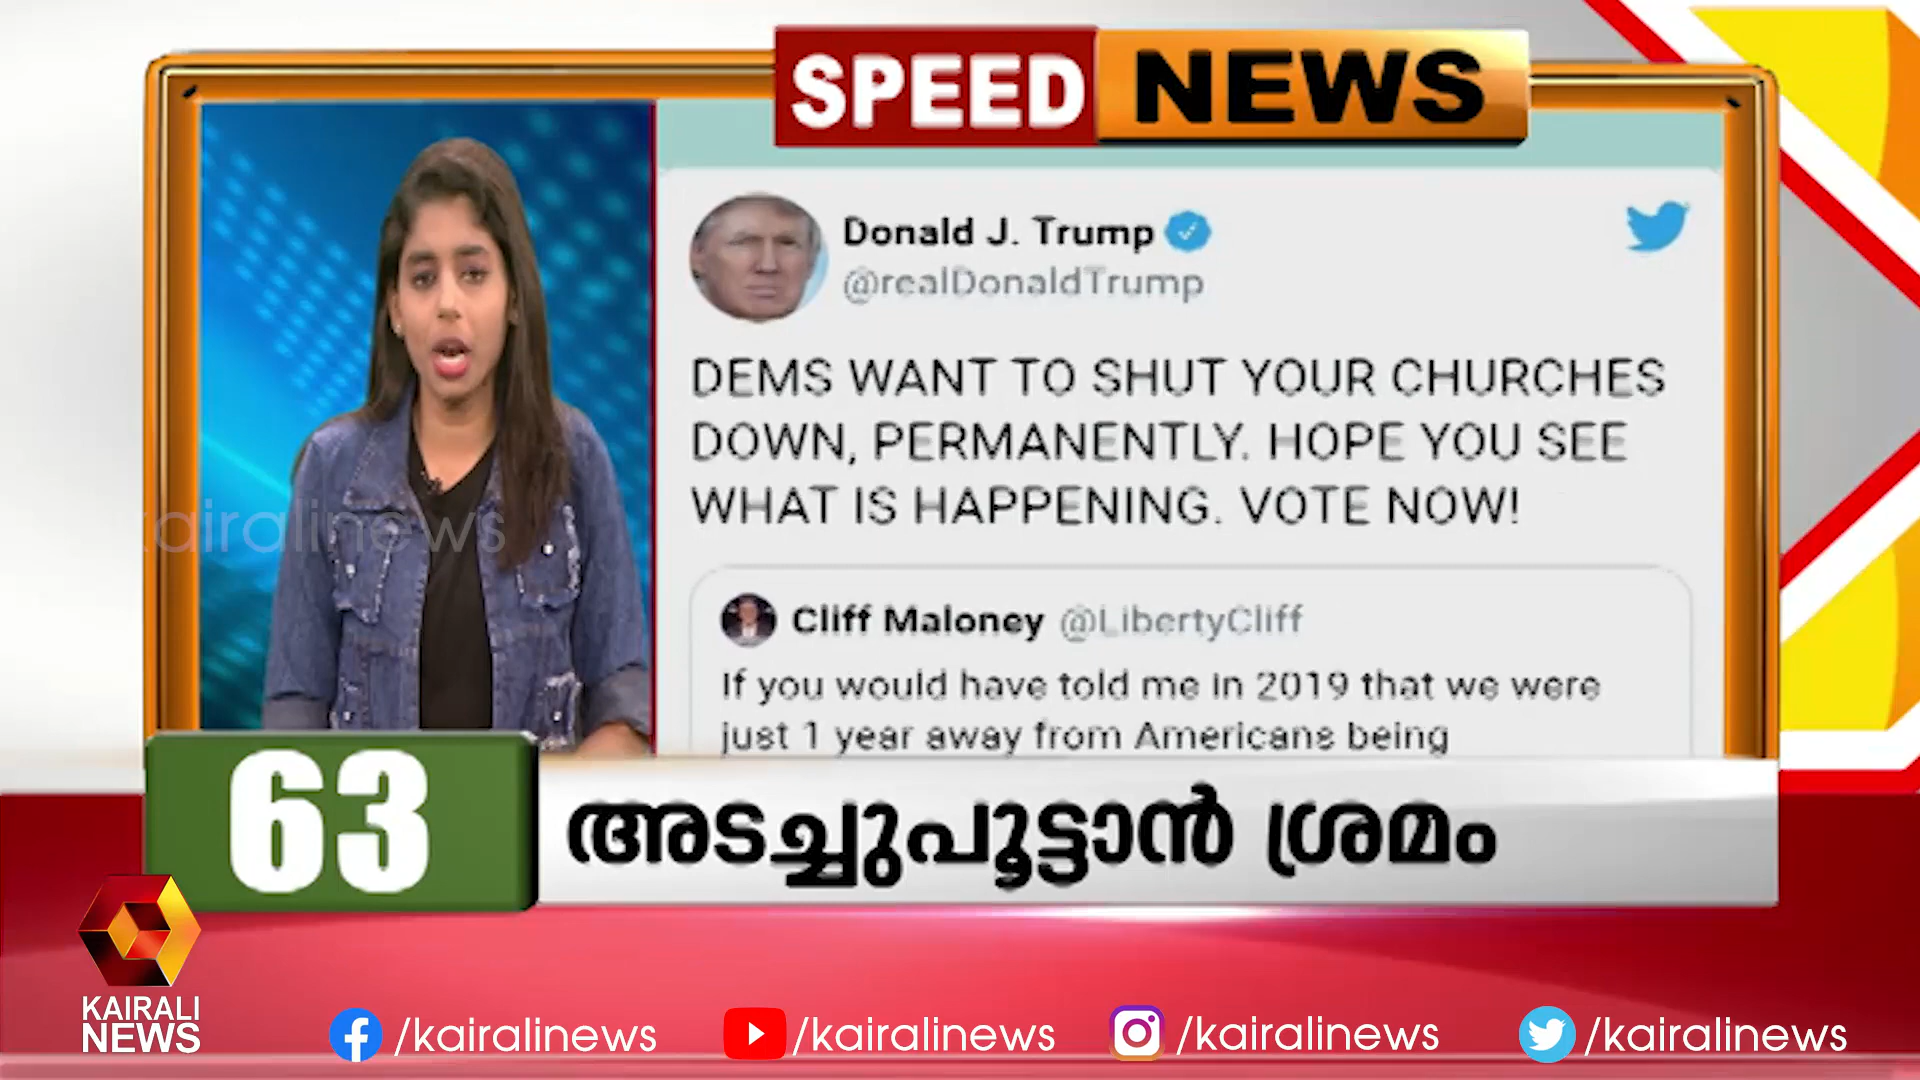 SPEED NEWS
Donald J. Trump
@realDonaldTrump
DEMS WANT TO SHUT YOUR CHURCHES
DOWN, PERMANENTLY. HOPE YOU SEE
WHAT IS HAPPENING. VOTE NOW!
kairalinews
Cliff Maloney @LibertyCliff
If you would have told me in 2019 that we were
just 1 year away from Americans being
63
അടച്ചുപൂട്ടാൻ ശ്രമം
KAIRALI
NEWS
/kairalinews /kairalinews /kairalinews /kairalinews